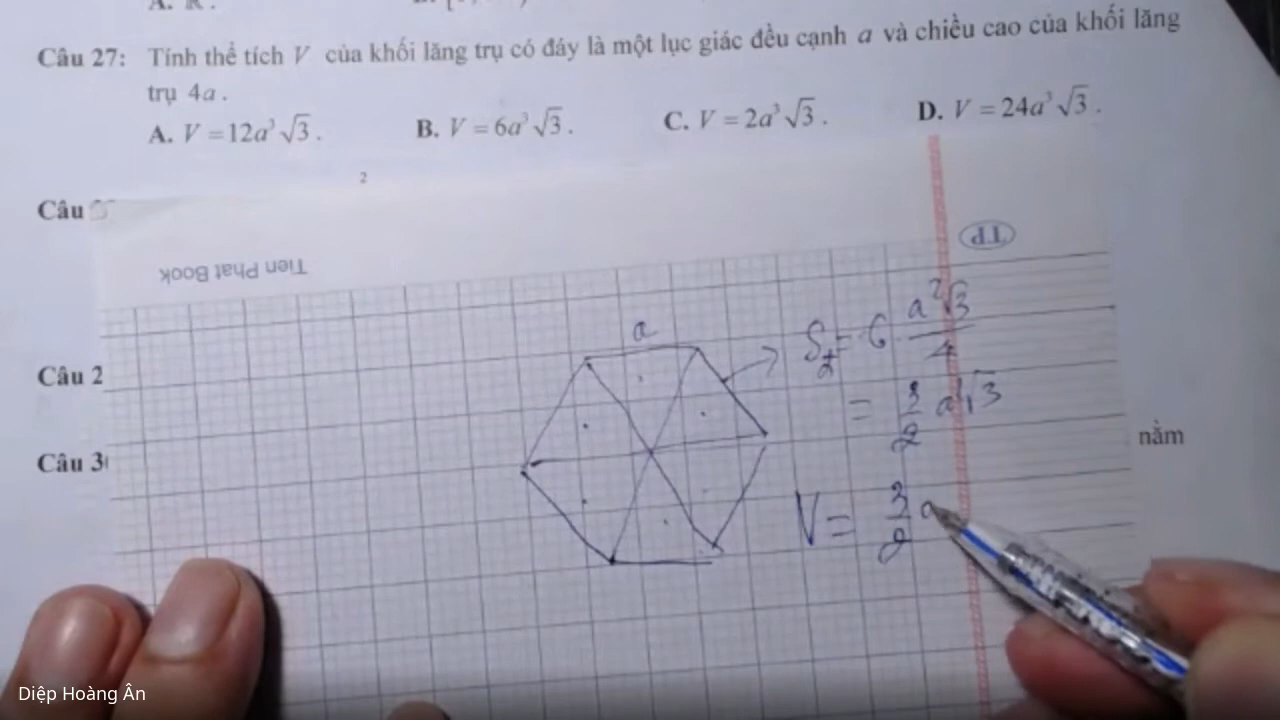 A. ℝ.
Câu 27: Tính thể tích V của khối lăng trụ có đáy là một lục giác đều cạnh a và chiều cao của khối lăng
trụ 4a.
A. V = 12a³√3. B. V = 6a³√3. C. V = 2a³√3. D. V = 24a³√3.
2
Câu
TP
Tien Phat Book
a
S_đ = 6 · a²√3/4
= 3/2 a²√3
Câu 2
Câu 3
nằm
V = 3/2 a
Diệp Hoàng Ân